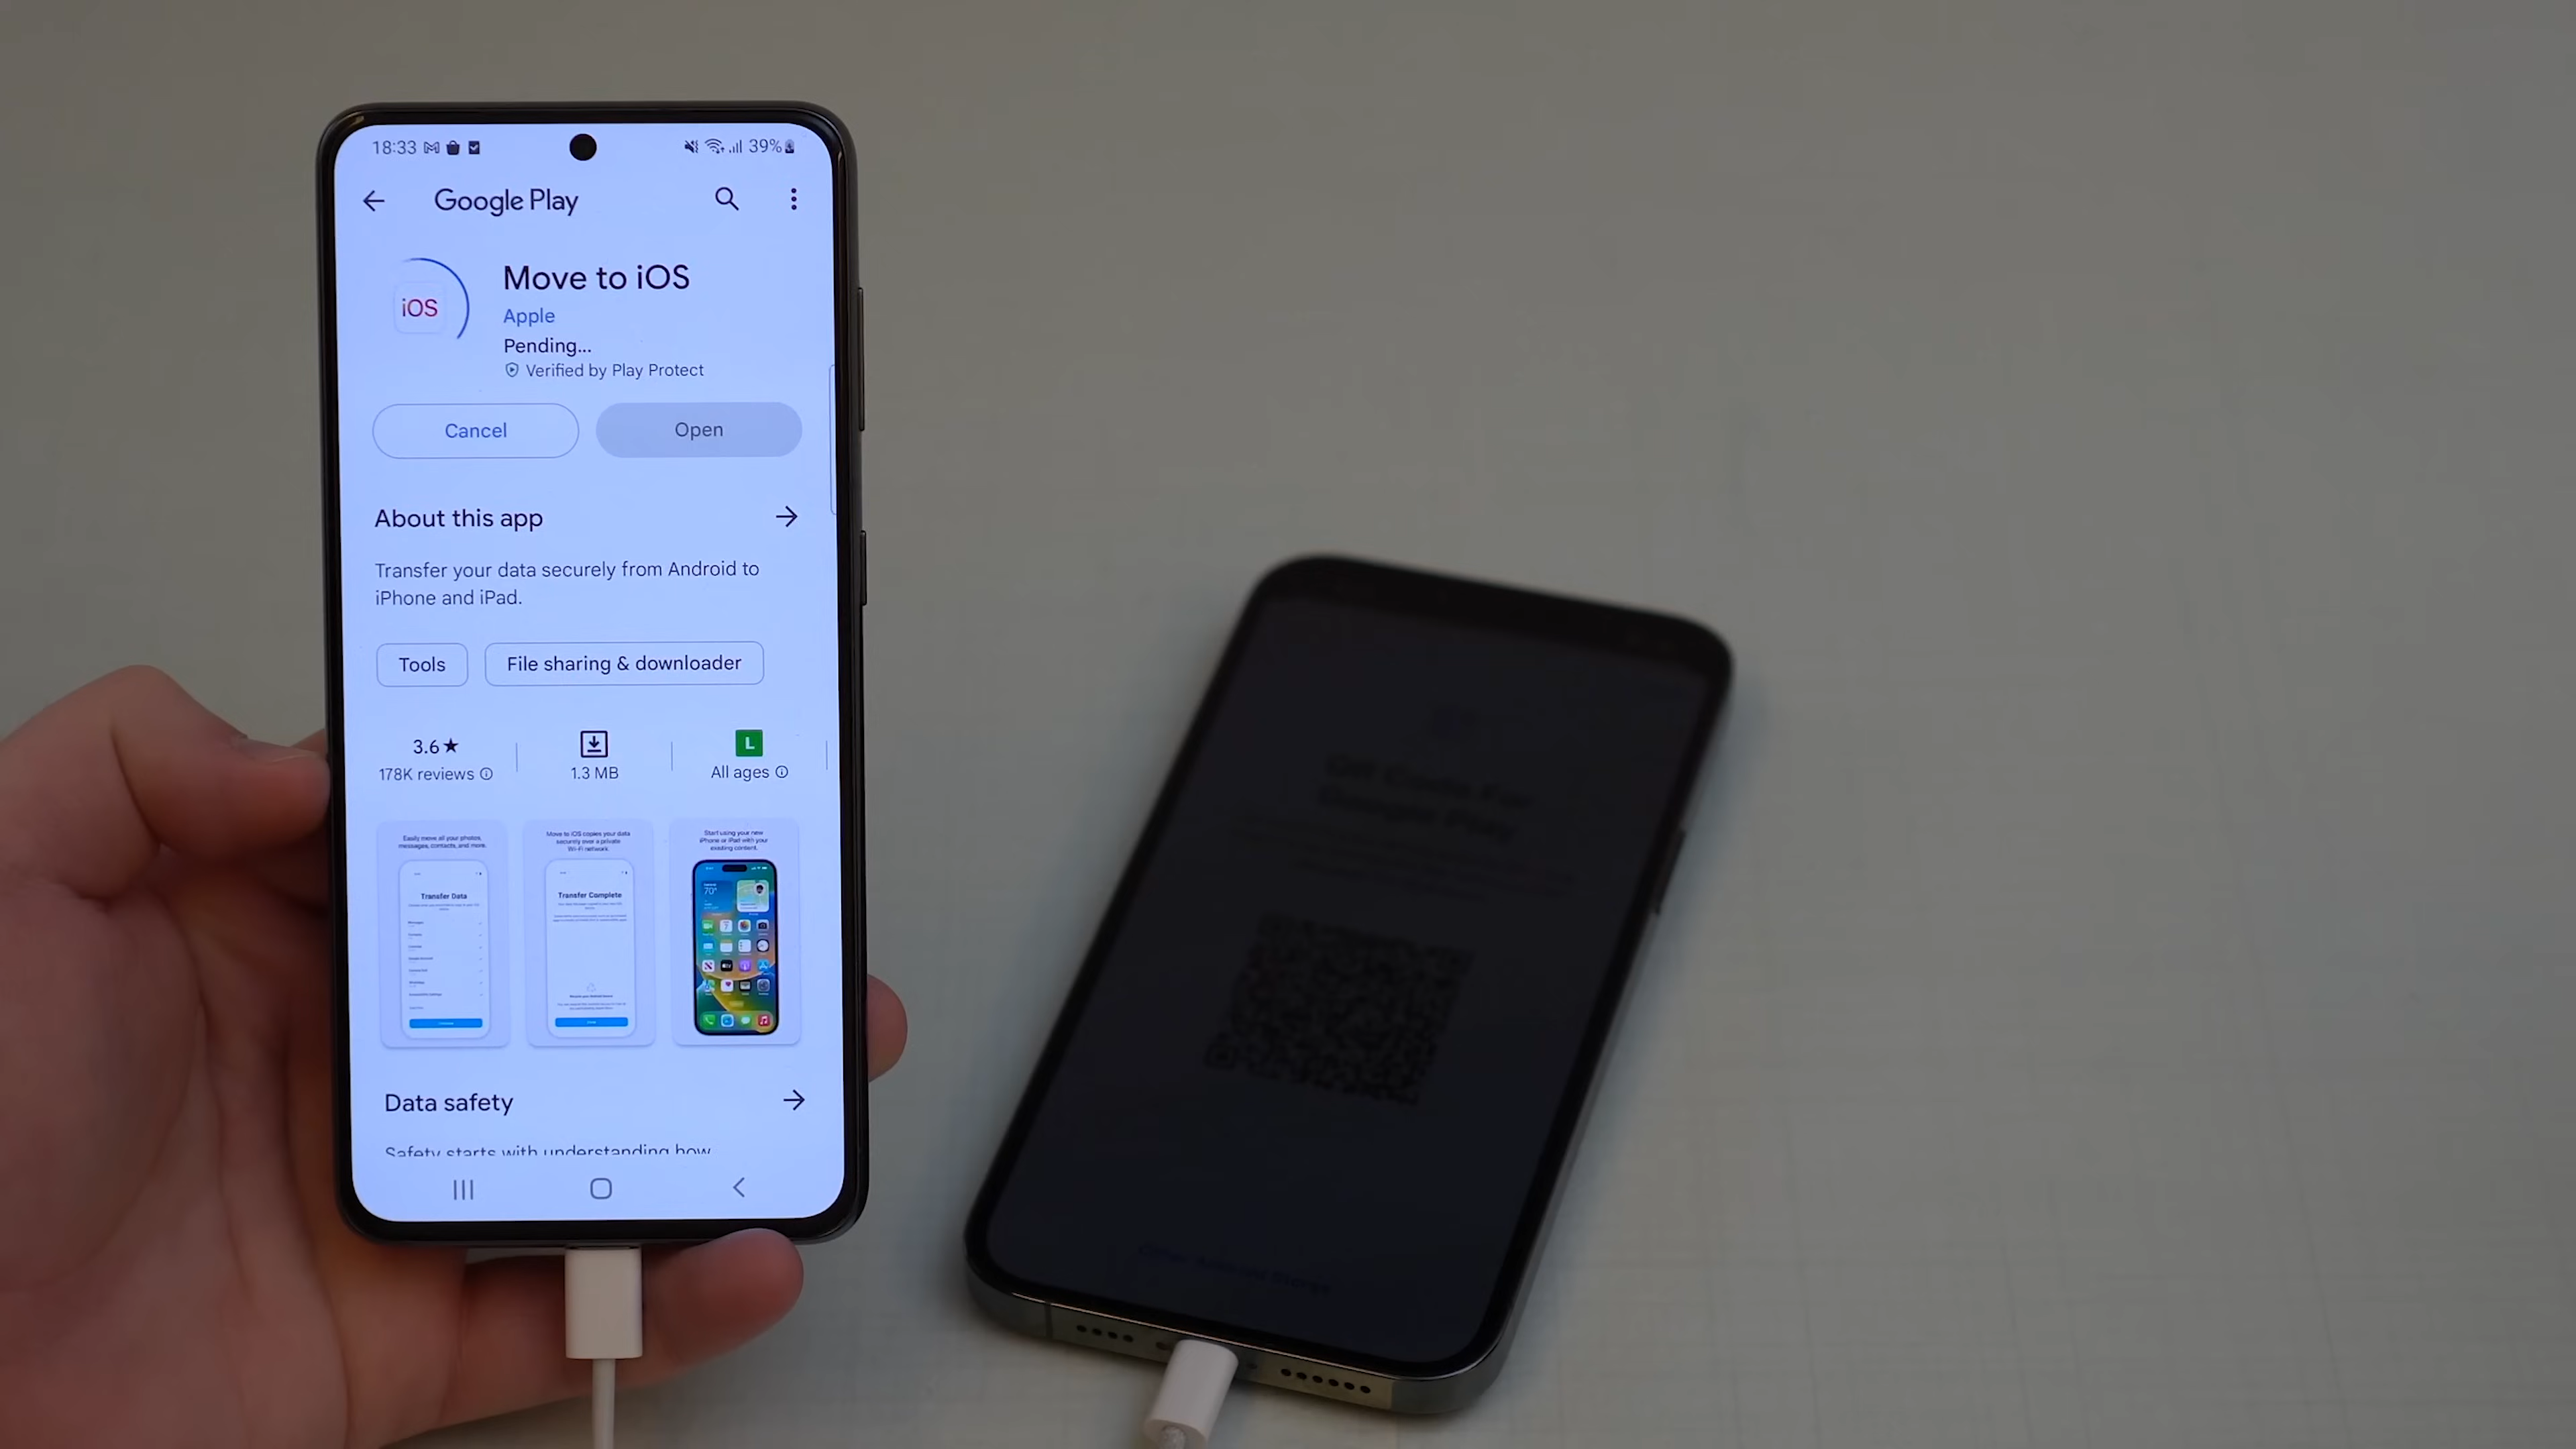 18:33
39%
Google Play
iOS
Move to iOS
Apple
Pending...
Verified by Play Protect
Cancel
Open
About this app
Transfer your data securely from Android to
iPhone and iPad.
Tools
File sharing & downloader
3.6★
178K reviews
1.3 MB
L
All ages
Easily move all your photos,
messages, contacts, and more.
Transfer Data
Move to iOS copies your data
securely over a private
Wi-Fi network.
Transfer Complete
Start using your new
iPhone or iPad with your
existing content.
Data safety
Safety starts with understanding how
Google Play